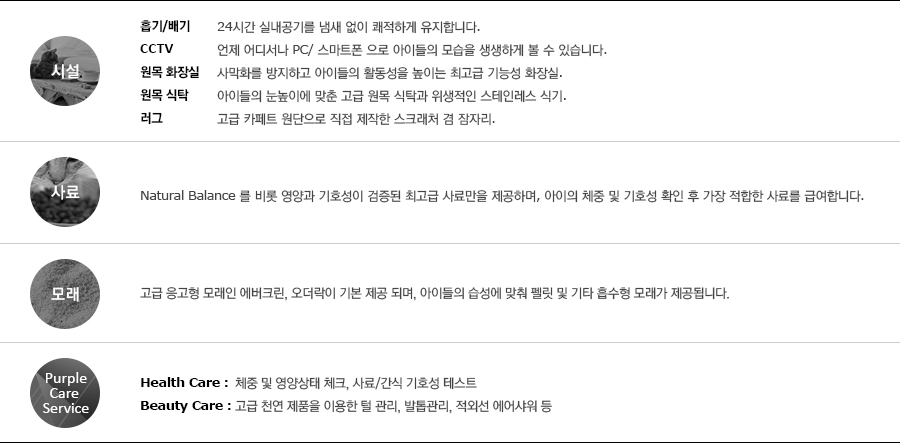 시설
흡기/배기 24시간 실내공기를 냄새 없이 쾌적하게 유지합니다.
CCTV 언제 어디서나 PC/ 스마트폰 으로 아이들의 모습을 생생하게 볼 수 있습니다.
원목 화장실 사막화를 방지하고 아이들의 활동성을 높이는 최고급 기능성 화장실.
원목 식탁 아이들의 눈높이에 맞춘 고급 원목 식탁과 위생적인 스테인레스 식기.
러그 고급 카페트 원단으로 직접 제작한 스크래처 겸 잠자리.
사료
Natural Balance 를 비롯 영양과 기호성이 검증된 최고급 사료만을 제공하며, 아이의 체중 및 기호성 확인 후 가장 적합한 사료를 급여합니다.
모래
고급 응고형 모래인 에버크린, 오더락이 기본 제공 되며, 아이들의 습성에 맞춰 펠릿 및 기타 흡수형 모래가 제공됩니다.
Purple
Care
Service
Health Care : 체중 및 영양상태 체크, 사료/간식 기호성 테스트
Beauty Care : 고급 천연 제품을 이용한 털 관리, 발톱관리, 적외선 에어샤워 등